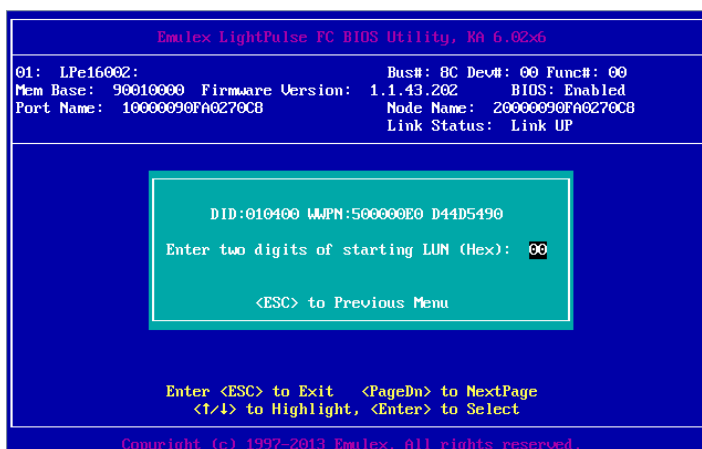 Emulex LightPulse FC BIOS Utility, KA 6.02x6
01: LPe16002: Bus#: 8C Dev#: 00 Func#: 00
Mem Base: 90010000 Firmware Version: 1.1.43.202 BIOS: Enabled
Port Name: 10000090FA0270C8 Node Name: 20000090FA0270C8
Link Status: Link UP
DID:010400 WWPN:500000E0 D44D5490
Enter two digits of starting LUN (Hex): 00
<ESC> to Previous Menu
Enter <ESC> to Exit <PageDn> to NextPage
<↑/↓> to Highlight, <Enter> to Select
Copyright (c) 1997-2013 Emulex. All rights reserved.